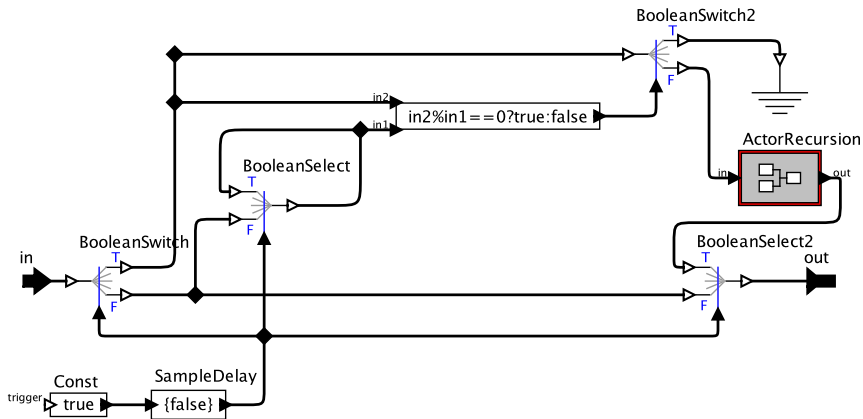 BooleanSwitch2
T
F
in2
in1
in2%in1==0?true:false
ActorRecursion
in
out
BooleanSelect
T
F
in
BooleanSwitch
T
F
BooleanSelect2
T
F
out
Const
trigger
true
SampleDelay
{false}